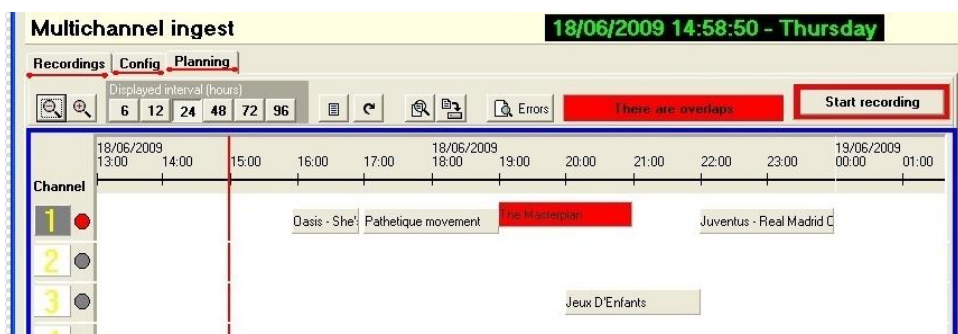 Multichannel ingest
18/06/2009 14:58:50 - Thursday
Recordings Config Planning
Displayed interval (hours)
6 12 24 48 72 96
Errors
There are overlaps
Start recording
18/06/2009 18/06/2009 19/06/2009
13:00 14:00 15:00 16:00 17:00 18:00 19:00 20:00 21:00 22:00 23:00 00:00 01:00
Channel
1 Oasis - She's Pathetique movement The Masterplan Juventus - Real Madrid C
2
3 Jeux D'Enfants